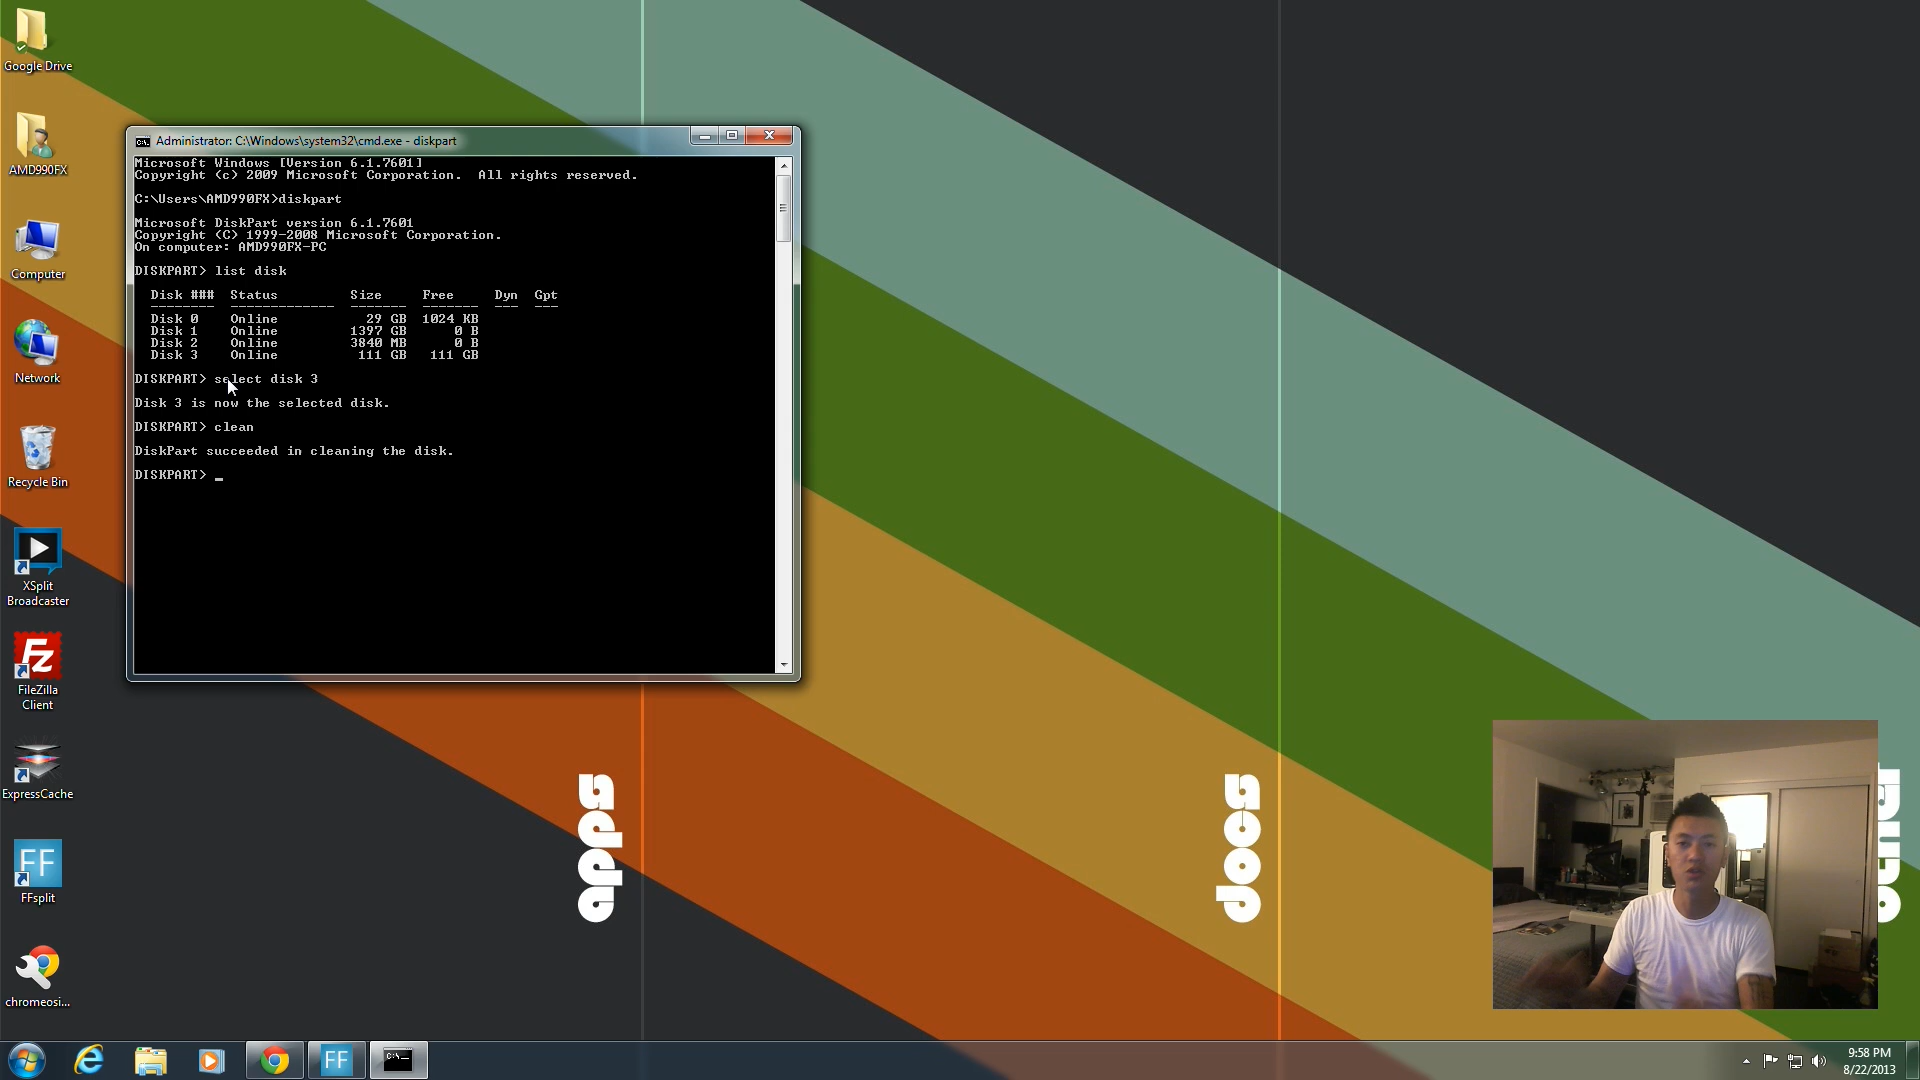 Google Drive
AMD990FX
Computer
Network
Recycle Bin
XSplit
Broadcaster
FileZilla
Client
ExpressCache
FF
FFsplit
chromeosi...
Administrator: C:\Windows\system32\cmd.exe - diskpart
Microsoft Windows [Version 6.1.7601]
Copyright (c) 2009 Microsoft Corporation.  All rights reserved.
C:\Users\AMD990FX>diskpart
Microsoft DiskPart version 6.1.7601
Copyright (C) 1999-2008 Microsoft Corporation.
On computer: AMD990FX-PC
DISKPART> list disk
Disk ###  Status         Size     Free     Dyn  Gpt
--------  -------------  -------  -------  ---  ---
Disk 0    Online           29 GB  1024 KB
Disk 1    Online         1397 GB      0 B
Disk 2    Online         3840 MB      0 B
Disk 3    Online          111 GB   111 GB
DISKPART> select disk 3
Disk 3 is now the selected disk.
DISKPART> clean
DiskPart succeeded in cleaning the disk.
DISKPART> _
FF
9:58 PM
8/22/2013